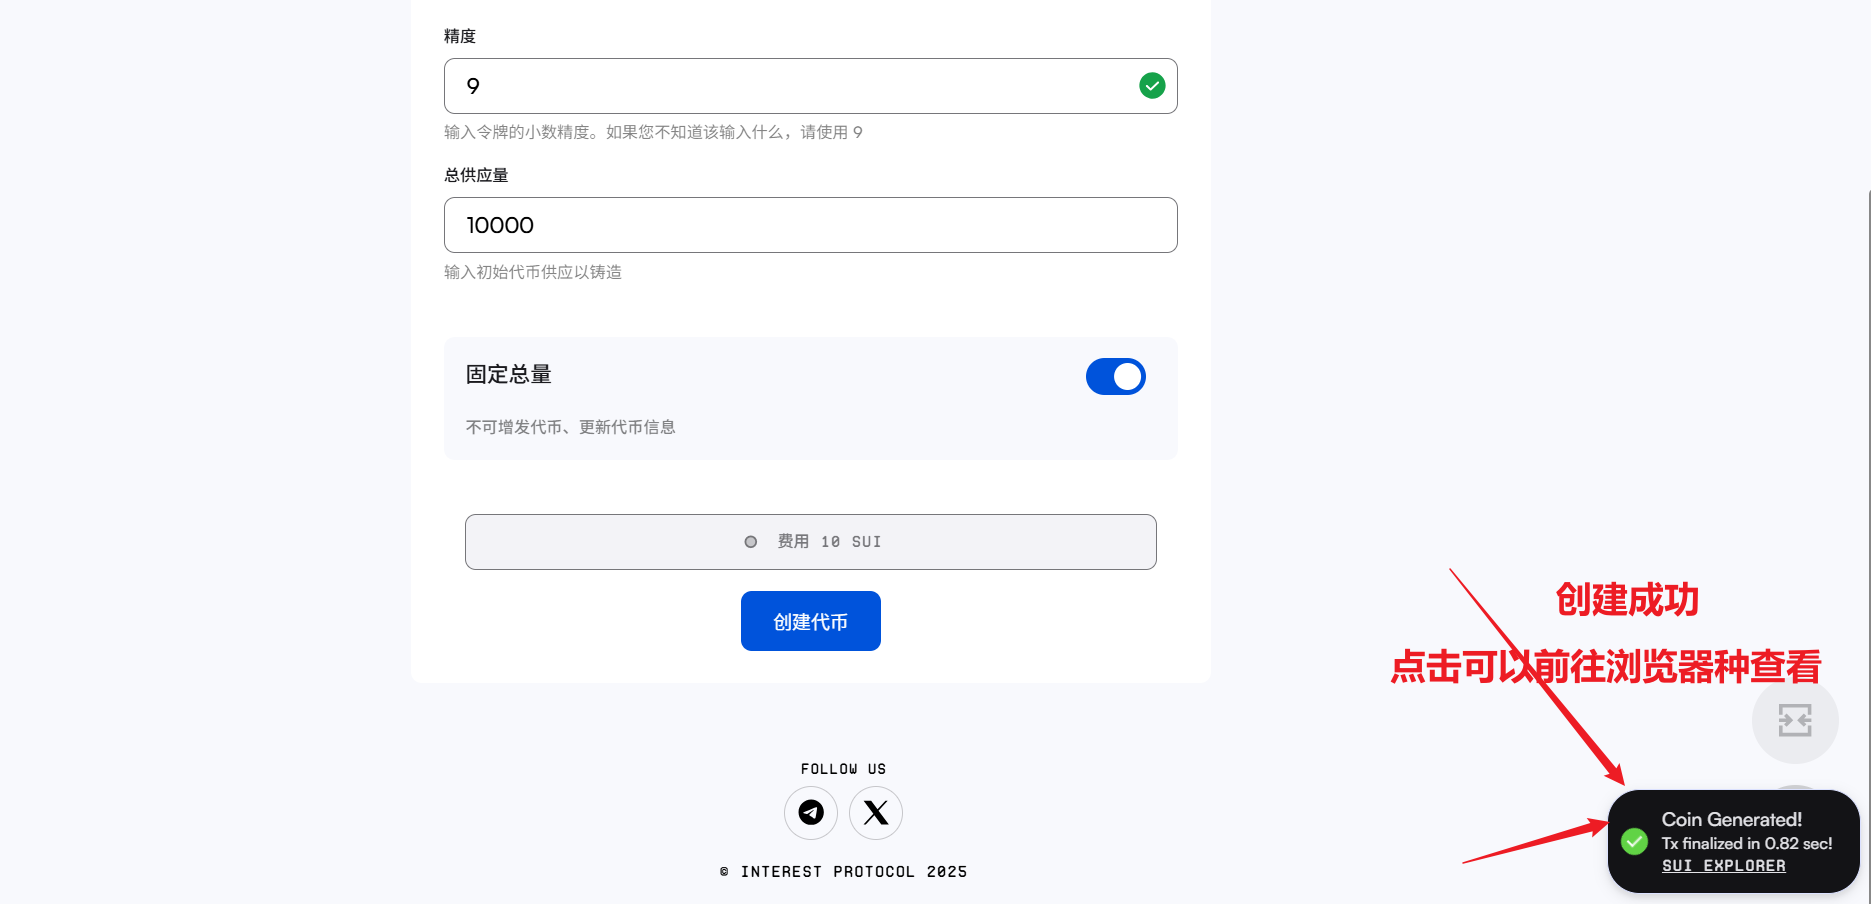 精度
9
输入令牌的小数精度。如果您不知道该输入什么，请使用 9
总供应量
10000
输入初始代币供应以铸造
固定总量
不可增发代币、更新代币信息
费用 10 SUI
创建代币
创建成功
点击可以前往浏览器种查看
FOLLOW US
© INTEREST PROTOCOL 2025
Coin Generated!
Tx finalized in 0.82 sec!
SUI EXPLORER